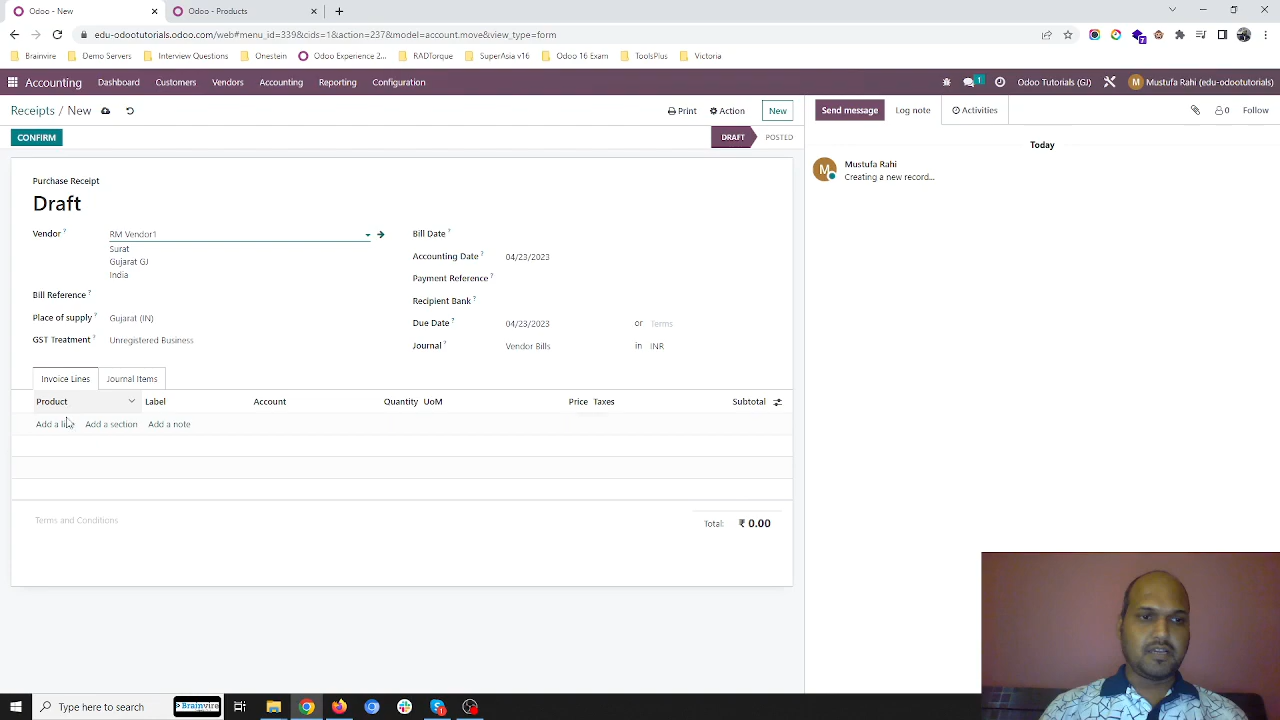 Odoo - New
Odoo - Products
edu-odootutorials.odoo.com/web#menu_id=339&cids=1&action=237&model=account.move&view_type=form
Brainvire
Demo Servers
Interview Questions
Orestein
Odoo Experience 2...
RADTorque
SuperAsia v16
Odoo 16 Exam
ToolsPlus
Victoria
Accounting
Dashboard
Customers
Vendors
Accounting
Reporting
Configuration
1
Odoo Tutorials (GJ)
Mustufa Rahi (edu-odootutorials)
Receipts / New
Print
Action
New
Send message
Log note
Activities
0
Follow
CONFIRM
DRAFT
POSTED
Today
M
Mustufa Rahi
Creating a new record...
Purchase Receipt
Draft
Vendor ?
RM Vendor1
Surat
Gujarat GJ
India
Bill Reference ?
Place of supply ?
Gujarat (IN)
GST Treatment ?
Unregistered Business
Bill Date ?
Accounting Date ?
04/23/2023
Payment Reference ?
Recipient Bank ?
Due Date ?
04/23/2023
or
Terms
Journal ?
Vendor Bills
in
INR
Invoice Lines
Journal Items
Product
Label
Account
Quantity
UoM
Price
Taxes
Subtotal
Add a line
Add a section
Add a note
Terms and Conditions
Total:
₹ 0.00
Type here to search
>Brainvire